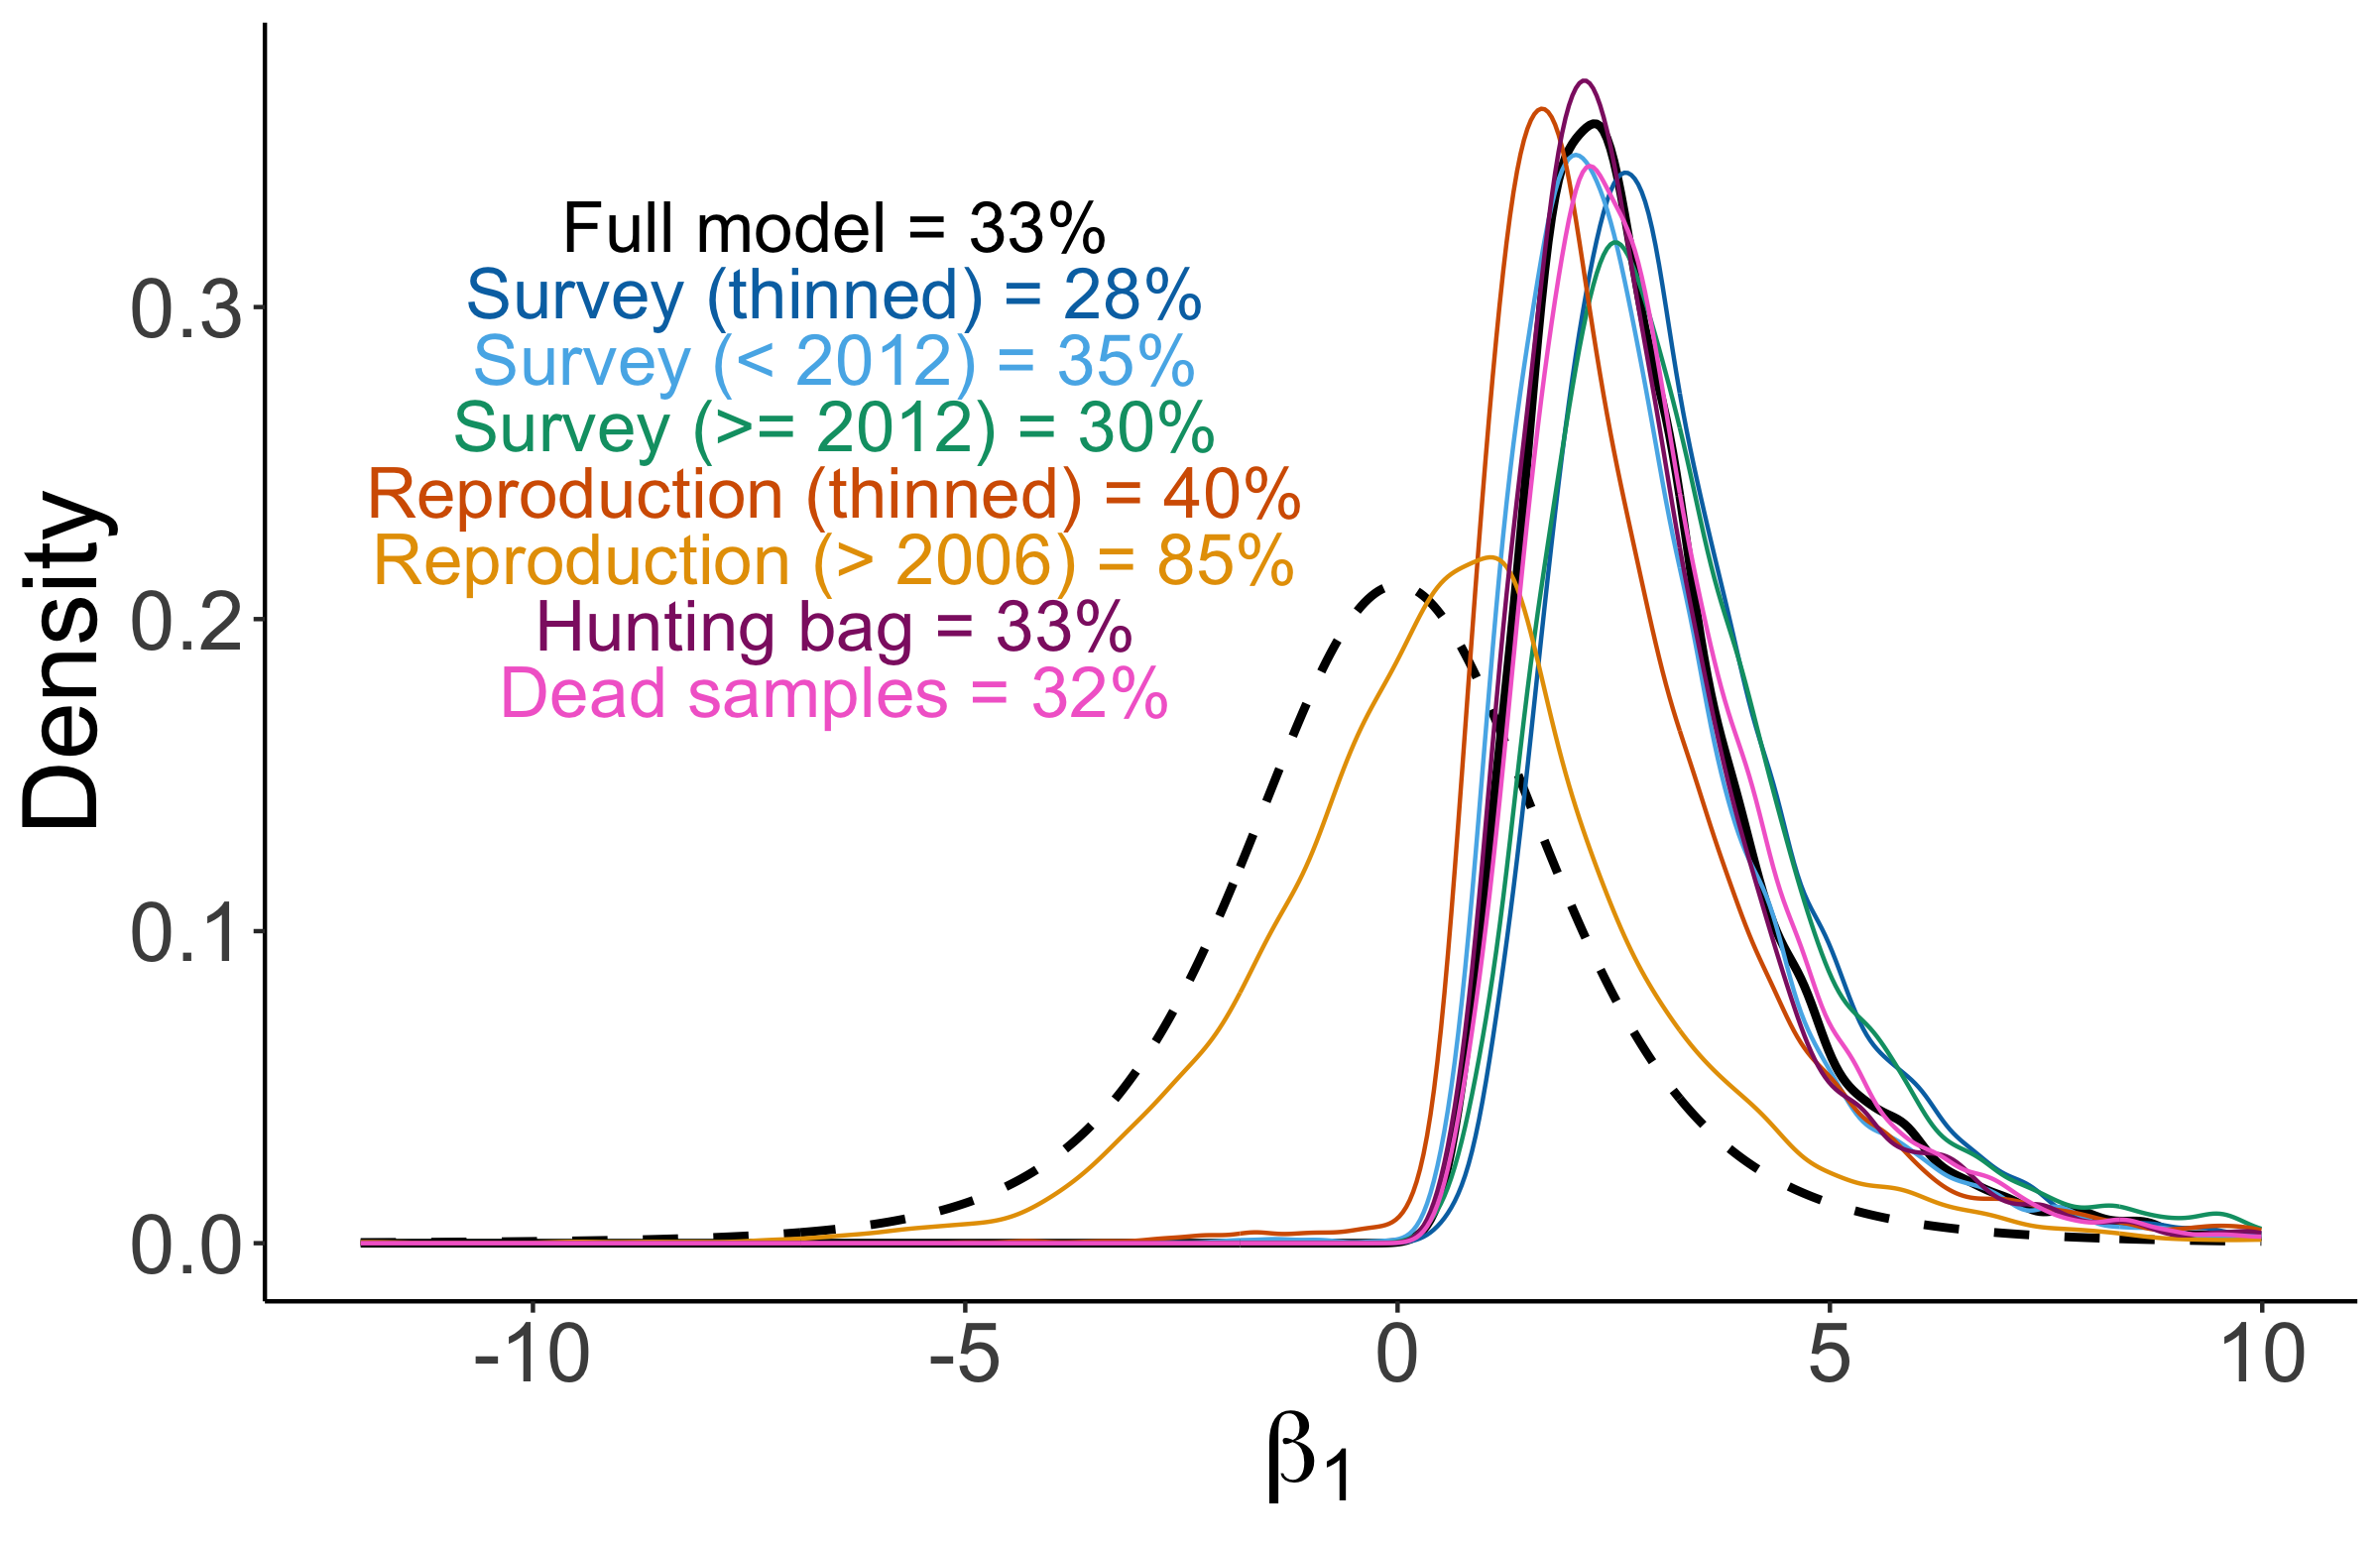 Full model = 33%
Survey (thinned) = 28%
Survey (< 2012) = 35%
Survey (>= 2012) = 30%
Reproduction (thinned) = 40%
Reproduction (> 2006) = 85%
Hunting bag = 33%
Dead samples = 32%
Density
0.3
0.2
0.1
0.0
-10 -5 0 5 10
β1